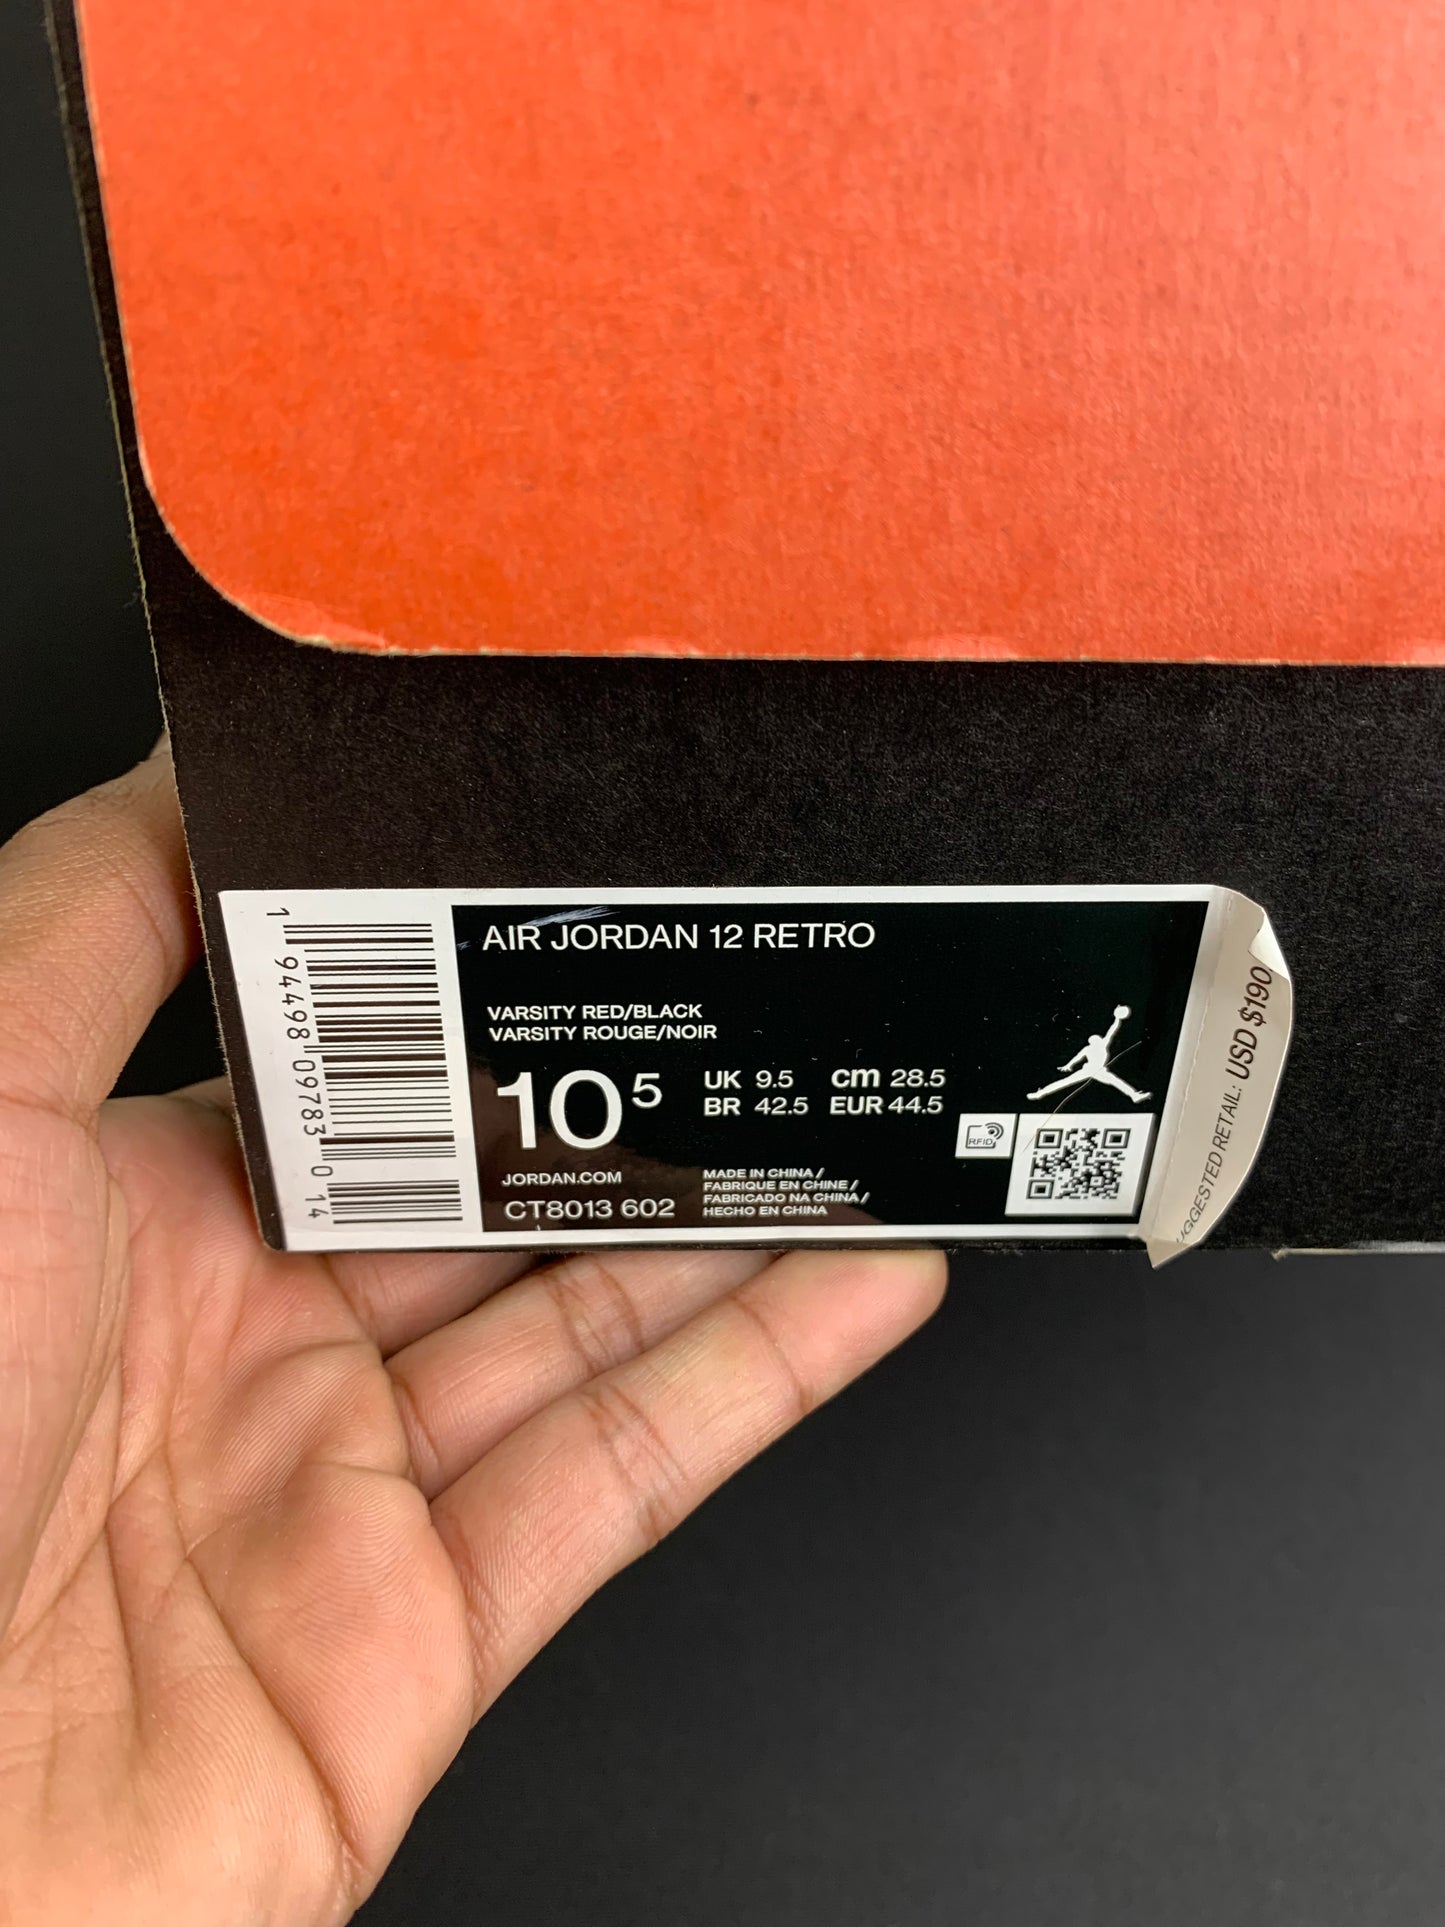 1 94498 09783 0 14
AIR JORDAN 12 RETRO
VARSITY RED/BLACK
VARSITY ROUGE/NOIR
10 5
UK 9.5 cm 28.5
BR 42.5 EUR 44.5
JORDAN.COM
CT8013 602
MADE IN CHINA /
FABRIQUE EN CHINE /
FABRICADO NA CHINA /
HECHO EN CHINA
RFID
UGGESTED RETAIL: USD $190